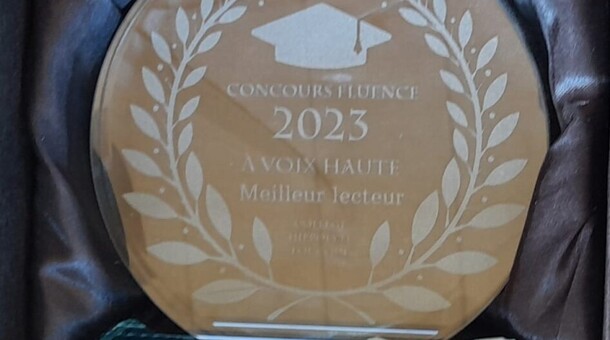 CONCOURS FLUENCE
2023
À VOIX HAUTE
Meilleur lecteur